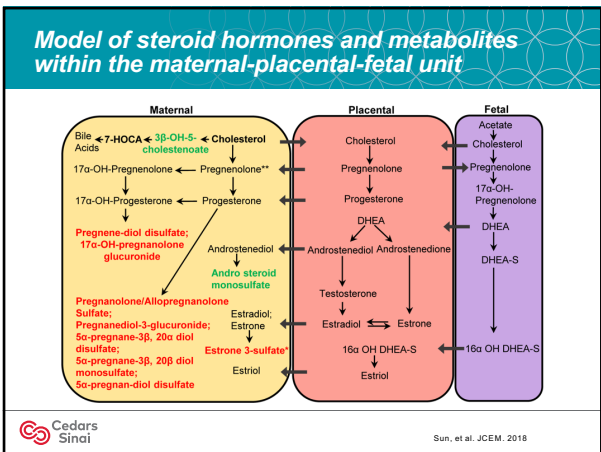 Model of steroid hormones and metabolites
within the maternal-placental-fetal unit
Maternal
Bile
Acids
7-HOCA
3β-OH-5-
cholestenoate
Cholesterol
17α-OH-Pregnenolone
Pregnenolone**
17α-OH-Progesterone
Progesterone
Pregnene-diol disulfate;
17α-OH-pregnanolone
glucuronide
Androstenediol
Andro steroid
monosulfate
Pregnanolone/Allopregnanolone
Sulfate;
Pregnanediol-3-glucuronide;
5α-pregnane-3β, 20α diol
disulfate;
5α-pregnane-3β, 20β diol
monosulfate;
5α-pregnan-diol disulfate
Estradiol;
Estrone
Estrone 3-sulfate*
Estriol
Placental
Cholesterol
Pregnenolone
Progesterone
DHEA
Androstenediol
Androstenedione
Testosterone
Estradiol
Estrone
16α OH DHEA-S
Estriol
Fetal
Acetate
Cholesterol
Pregnenolone
17α-OH-
Pregnenolone
DHEA
DHEA-S
16α OH DHEA-S
Cedars
Sinai
Sun, et al. JCEM. 2018